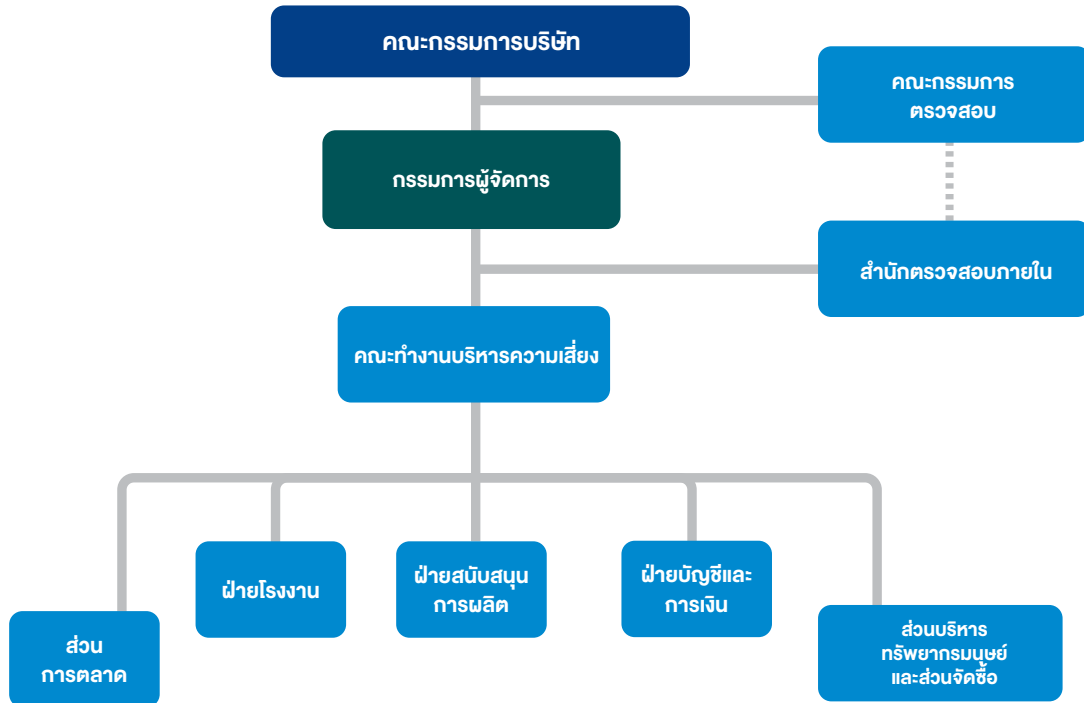 คณะกรรมการบริษัท
คณะกรรมการ
ตรวจสอบ
กรรมการผู้จัดการ
สำนักตรวจสอบภายใน
คณะทำงานบริหารความเสี่ยง
ส่วน
การตลาด
ฝ่ายโรงงาน
ฝ่ายสนับสนุน
การผลิต
ฝ่ายบัญชีและ
การเงิน
ส่วนบริหาร
ทรัพยากรมนุษย์
และส่วนจัดซื้อ